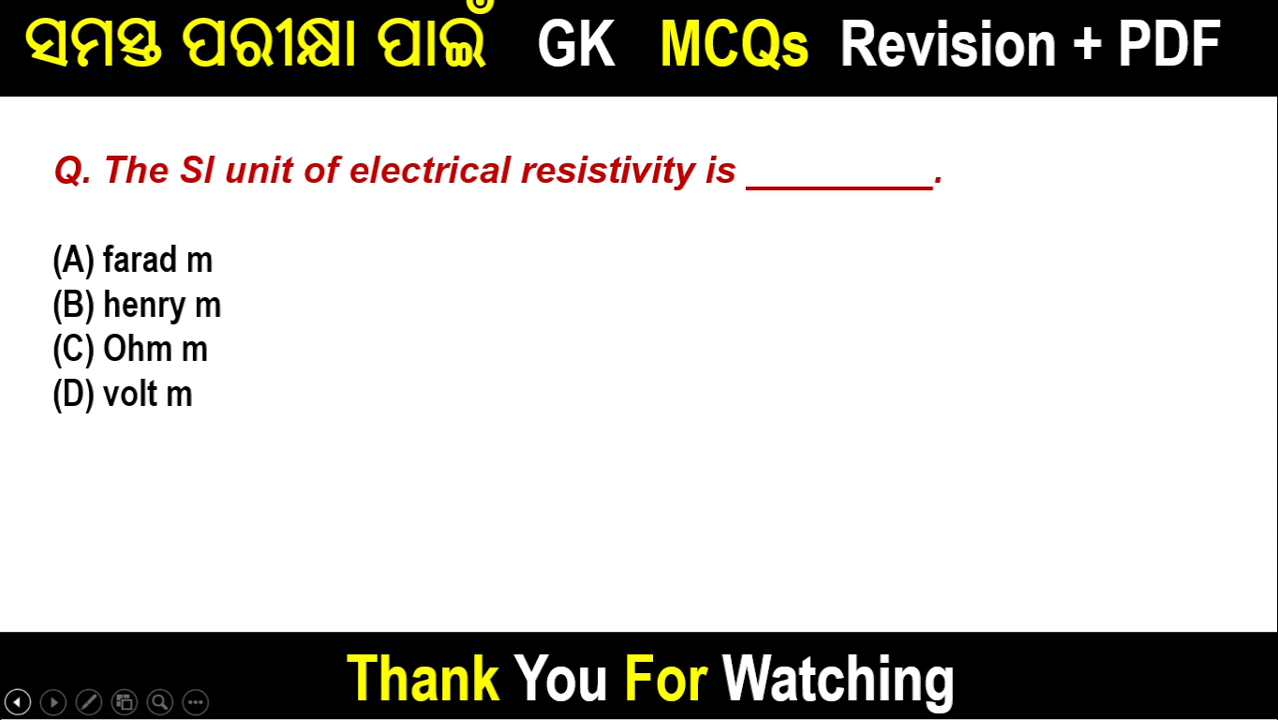 ସମସ୍ତ ପରୀକ୍ଷା ପାଇଁ GK MCQs Revision + PDF
Q. The SI unit of electrical resistivity is _________.
(A) farad m
(B) henry m
(C) Ohm m
(D) volt m
Thank You For Watching